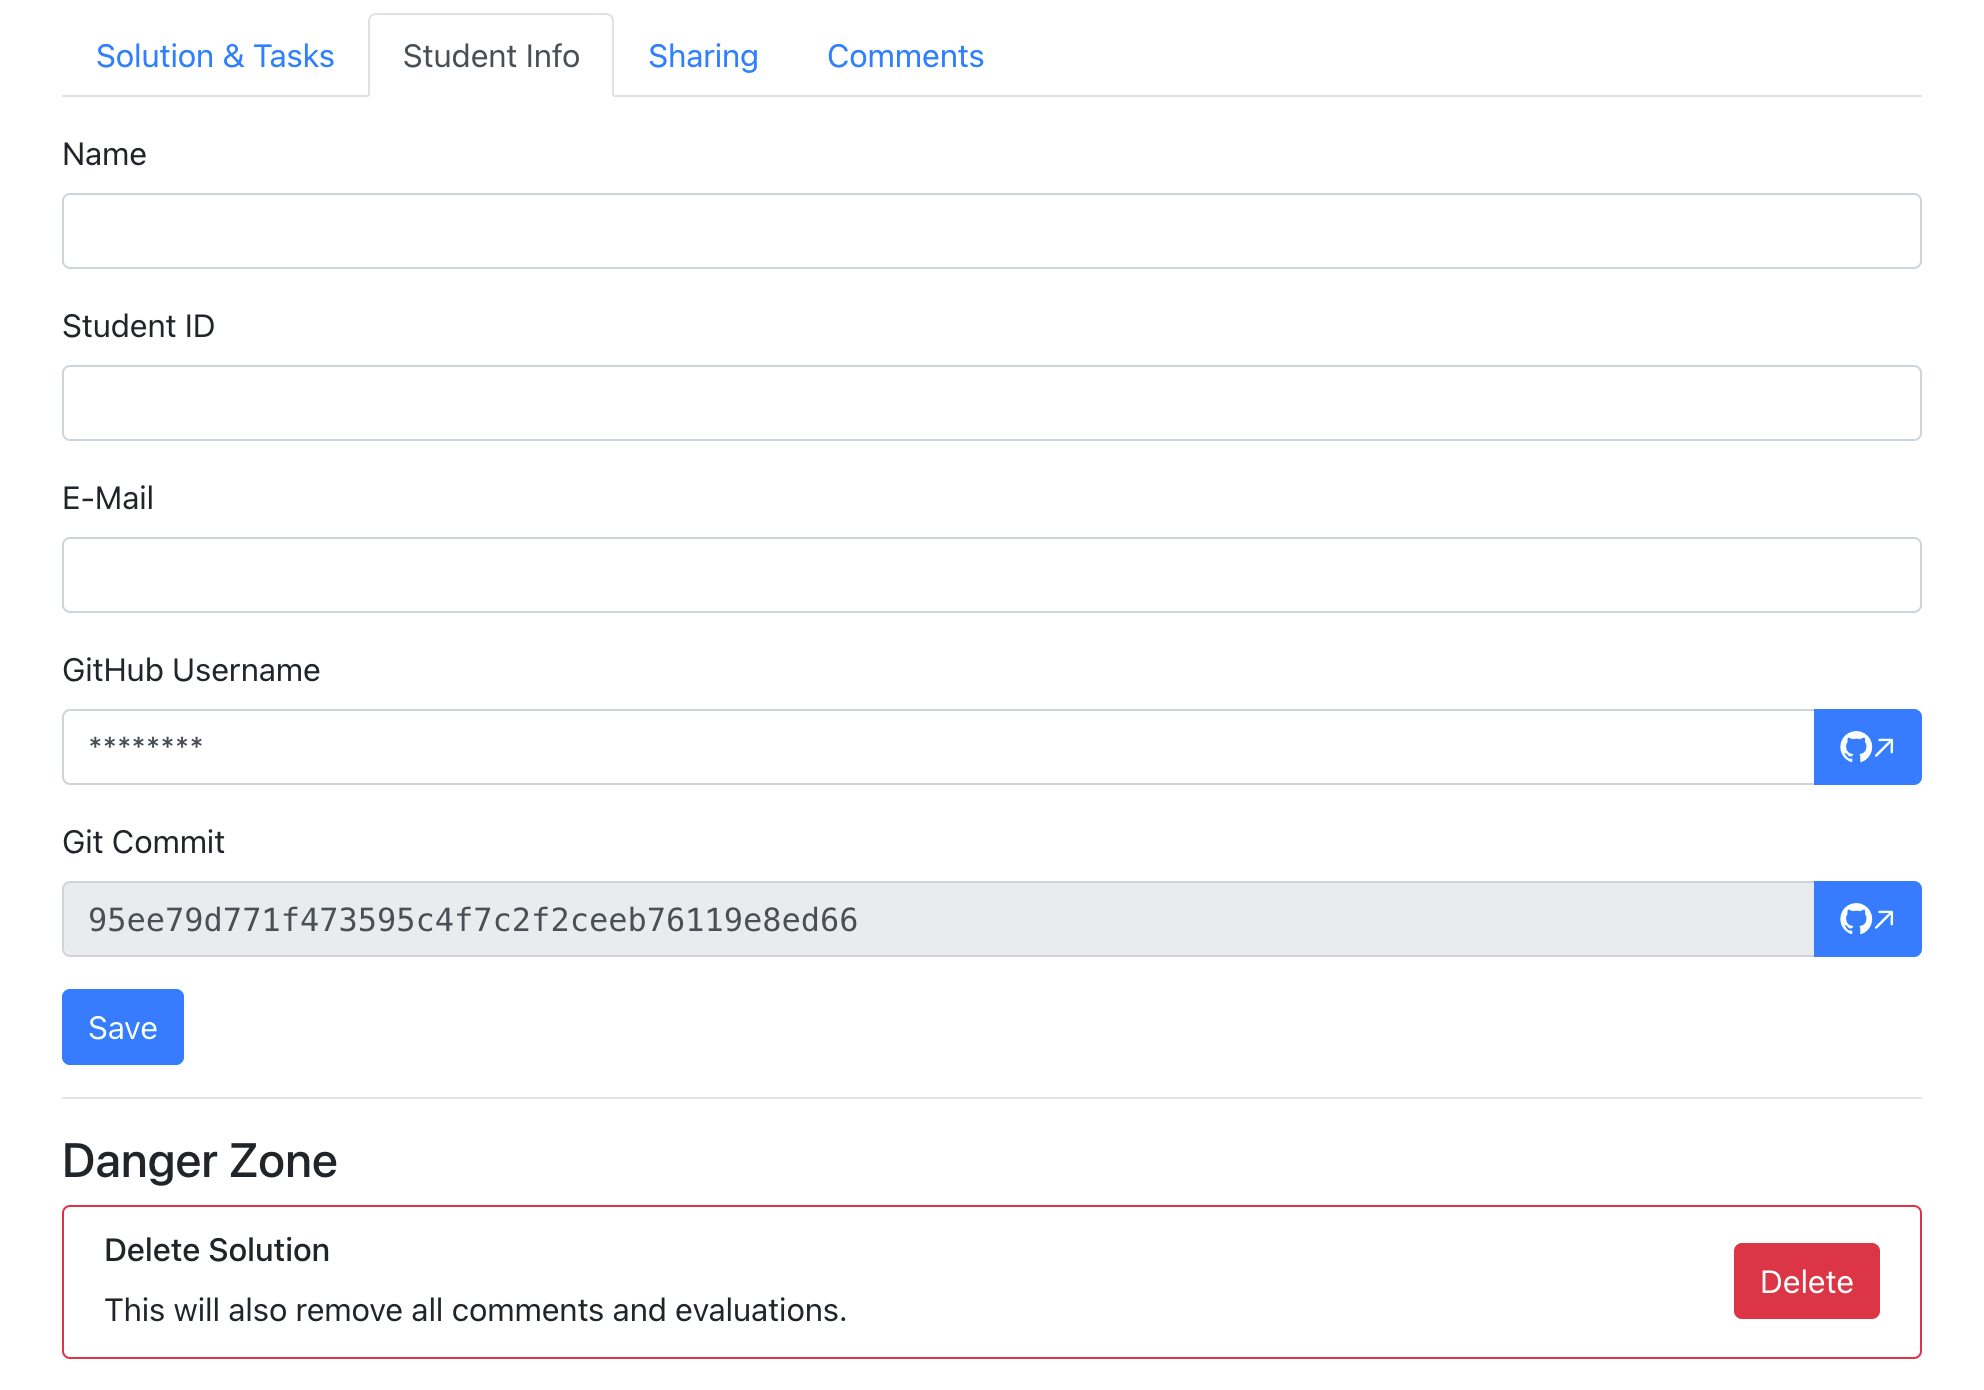 Solution & Tasks Student Info Sharing Comments
Name
Student ID
E-Mail
GitHub Username
********
Git Commit
95ee79d771f473595c4f7c2f2ceeb76119e8ed66
Save
Danger Zone
Delete Solution
This will also remove all comments and evaluations.
Delete